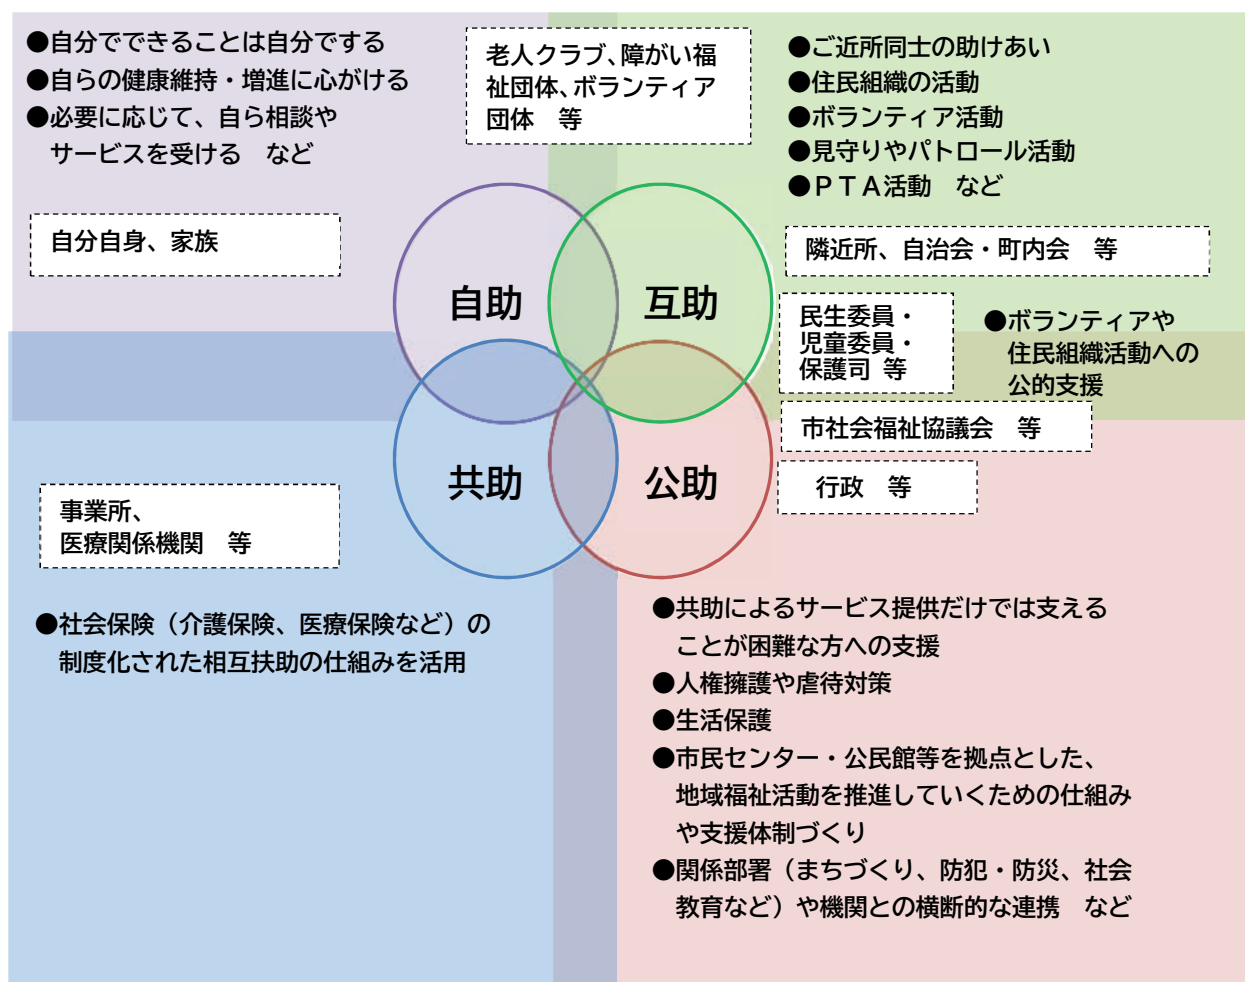 ●自分でできることは自分でする
●自らの健康維持・増進に心がける
●必要に応じて、自ら相談や
サービスを受ける　など
自分自身、家族
老人クラブ、障がい福
祉団体、ボランティア
団体　等
●ご近所同士の助けあい
●住民組織の活動
●ボランティア活動
●見守りやパトロール活動
●ＰＴＡ活動　など
隣近所、自治会・町内会　等
民生委員・
児童委員・
保護司 等
●ボランティアや
住民組織活動への
公的支援
市社会福祉協議会　等
行政　等
自助
互助
共助
公助
事業所、
医療関係機関　等
●社会保険（介護保険、医療保険など）の
制度化された相互扶助の仕組みを活用
●共助によるサービス提供だけでは支える
ことが困難な方への支援
●人権擁護や虐待対策
●生活保護
●市民センター・公民館等を拠点とした、
地域福祉活動を推進していくための仕組み
や支援体制づくり
●関係部署（まちづくり、防犯・防災、社会
教育など）や機関との横断的な連携　など